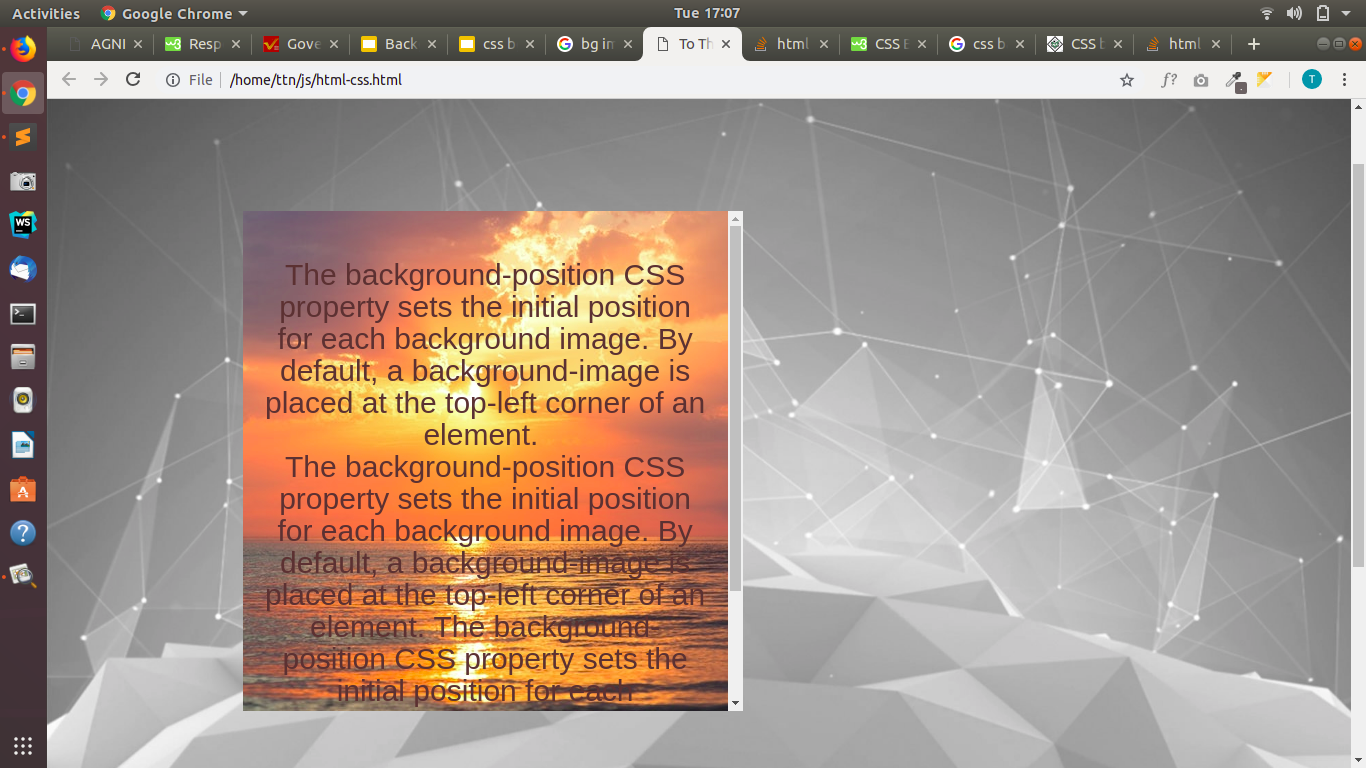 Activities Google Chrome Tue 17:07
AGNI Resp Gove Back css b bg in To Th html CSS B css b CSS b html
File /home/ttn/js/html-css.html f? T
WS
The background-position CSS
property sets the initial position
for each background image. By
default, a background-image is
placed at the top-left corner of an
element.
The background-position CSS
property sets the initial position
for each background image. By
default, a background-image is
placed at the top-left corner of an
element. The background-
position CSS property sets the
initial position for each